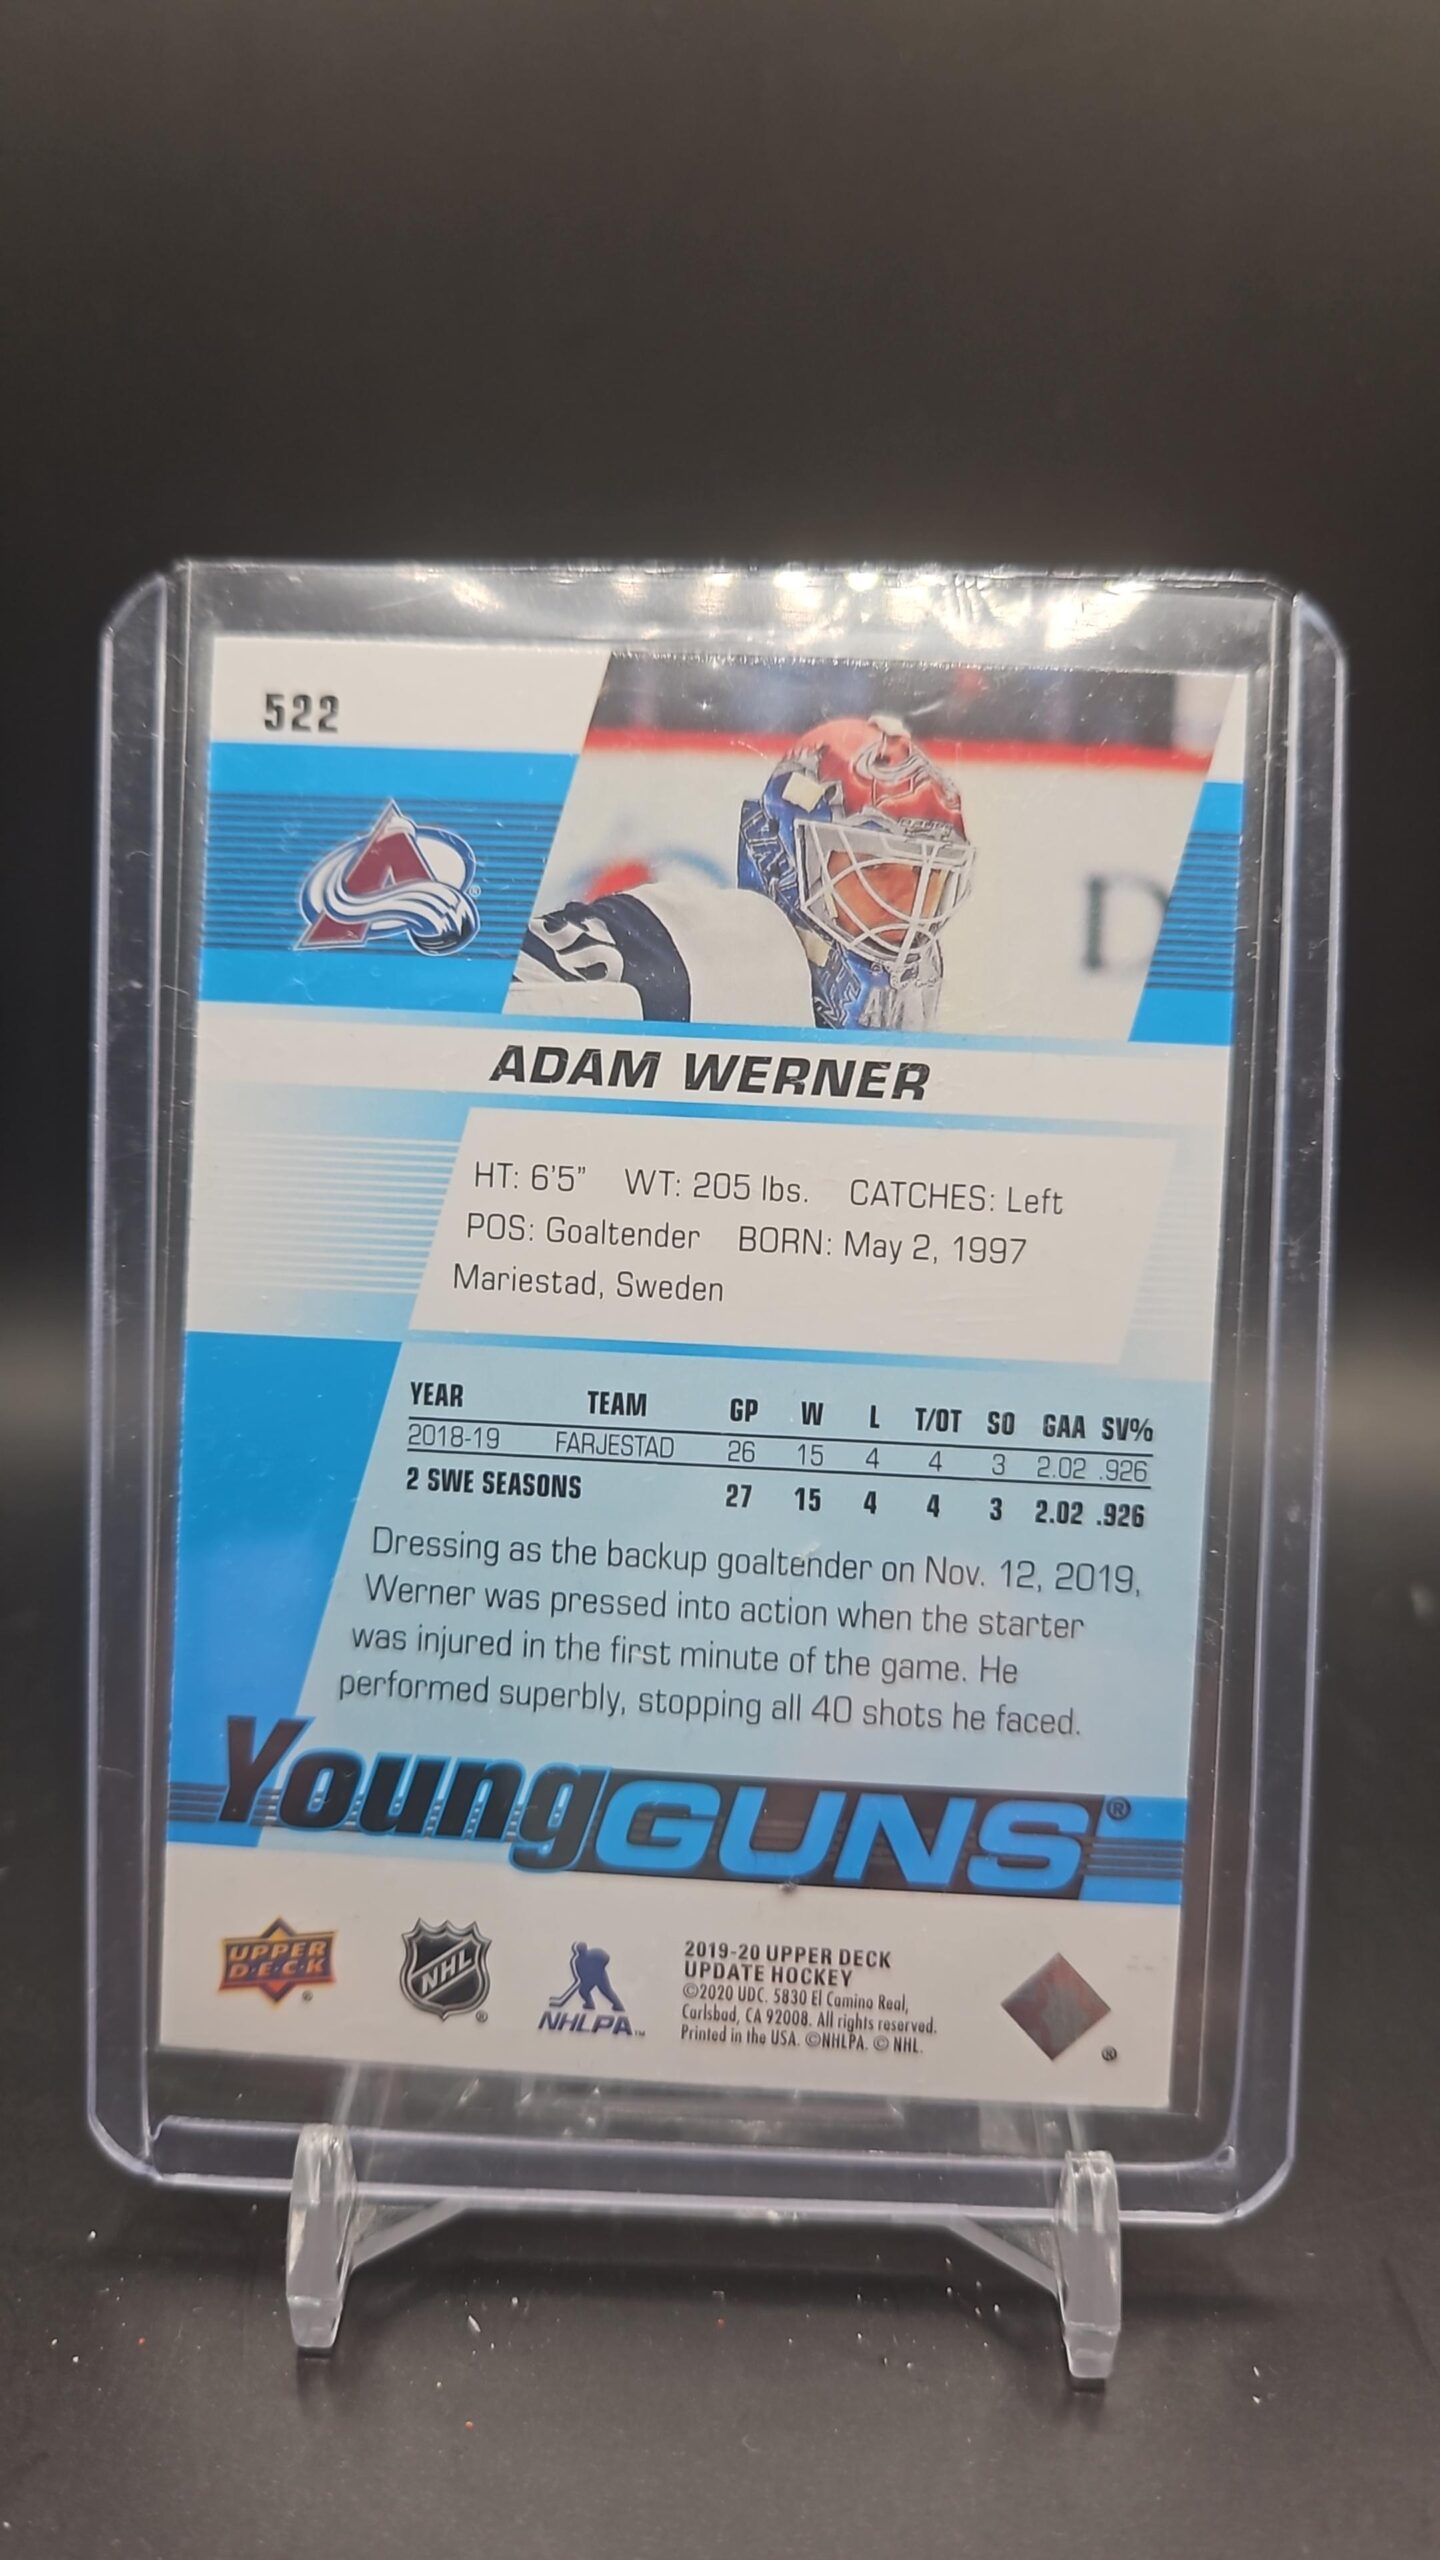 522
ADAM WERNER
HT: 6'5" WT: 205 lbs. CATCHES: Left
POS: Goaltender BORN: May 2, 1997
Mariestad, Sweden
YEAR TEAM GP W L T/OT SO GAA SV%
2018-19 FARJESTAD 26 15 4 4 3 2.02 .926
2 SWE SEASONS 27 15 4 4 3 2.02 .926
Dressing as the backup goaltender on Nov. 12, 2019,
Werner was pressed into action when the starter
was injured in the first minute of the game. He
performed superbly, stopping all 40 shots he faced.
Young GUNS®
UPPER
D·E·C·K®
NHL®
NHLPA™
2019-20 UPPER DECK
UPDATE HOCKEY
©2020 UDC. 5830 El Camino Real,
Carlsbad, CA 92008. All rights reserved.
Printed in the USA. ©NHLPA. © NHL.
®